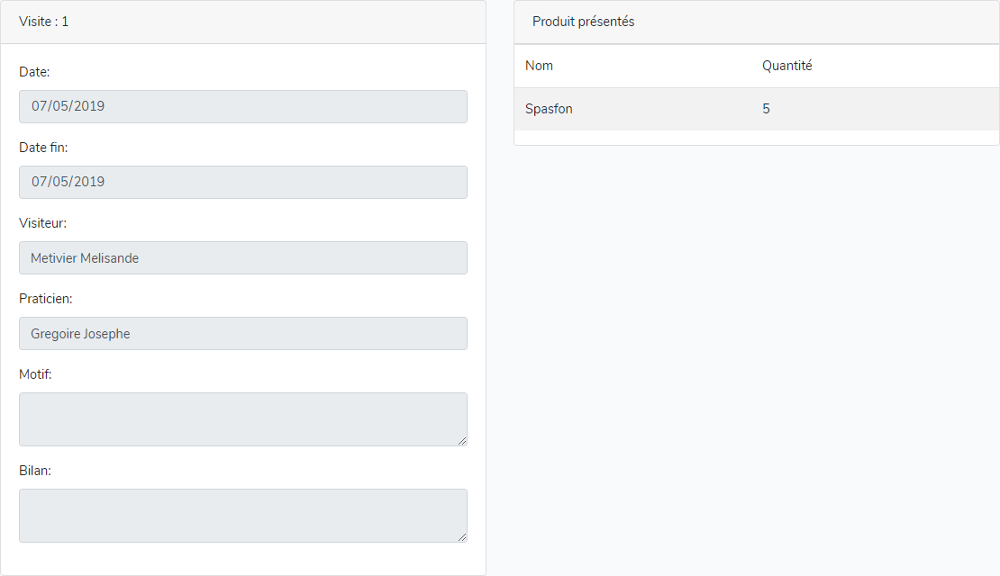 Visite : 1
Date:
07/05/2019
Date fin:
07/05/2019
Visiteur:
Metivier Melisande
Praticien:
Gregoire Josephe
Motif:
Bilan:
Produit présentés
Nom Quantité
Spasfon 5